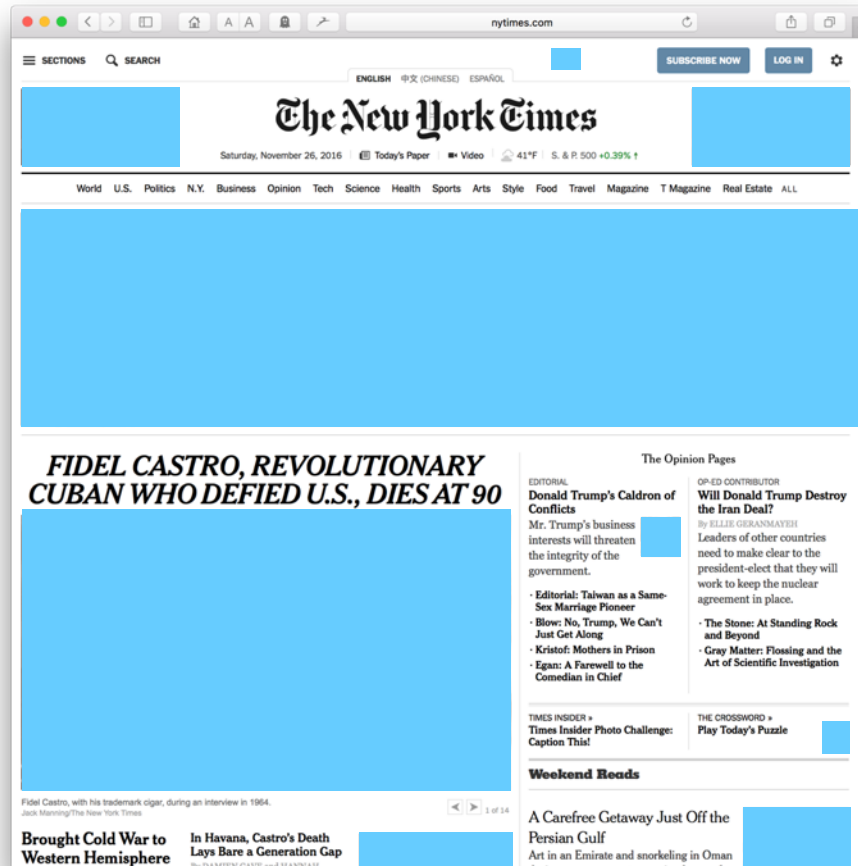 nytimes.com
SECTIONS SEARCH
SUBSCRIBE NOW LOG IN
ENGLISH 中文 (CHINESE) ESPAÑOL
The New York Times
Saturday, November 26, 2016 Today's Paper Video 41°F S. & P. 500 +0.39% ↑
World U.S. Politics N.Y. Business Opinion Tech Science Health Sports Arts Style Food Travel Magazine T Magazine Real Estate ALL
FIDEL CASTRO, REVOLUTIONARY
CUBAN WHO DEFIED U.S., DIES AT 90
Fidel Castro, with his trademark cigar, during an interview in 1964.
Jack Manning/The New York Times
1 of 14
Brought Cold War to
Western Hemisphere
In Havana, Castro's Death
Lays Bare a Generation Gap
By DAMIEN CAVE and HANNAH
The Opinion Pages
EDITORIAL
Donald Trump's Caldron of
Conflicts
Mr. Trump's business
interests will threaten
the integrity of the
government.
· Editorial: Taiwan as a Same-
Sex Marriage Pioneer
· Blow: No, Trump, We Can't
Just Get Along
· Kristof: Mothers in Prison
· Egan: A Farewell to the
Comedian in Chief
OP-ED CONTRIBUTOR
Will Donald Trump Destroy
the Iran Deal?
By ELLIE GERANMAYEH
Leaders of other countries
need to make clear to the
president-elect that they will
work to keep the nuclear
agreement in place.
· The Stone: At Standing Rock
and Beyond
· Gray Matter: Flossing and the
Art of Scientific Investigation
TIMES INSIDER »
Times Insider Photo Challenge:
Caption This!
THE CROSSWORD »
Play Today's Puzzle
Weekend Reads
A Carefree Getaway Just Off the
Persian Gulf
Art in an Emirate and snorkeling in Oman